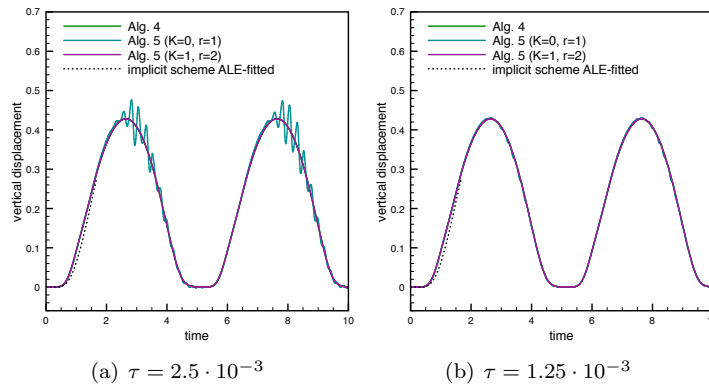 0.7
0.6
0.5
0.4
0.3
0.2
0.1
0
vertical displacement
Alg. 4
Alg. 5 (K=0, r=1)
Alg. 5 (K=1, r=2)
implicit scheme ALE-fitted
0 2 4 6 8 10
time
(a) τ = 2.5 · 10⁻³
0.7
0.6
0.5
0.4
0.3
0.2
0.1
0
vertical displacement
Alg. 4
Alg. 5 (K=0, r=1)
Alg. 5 (K=1, r=2)
implicit scheme ALE-fitted
0 2 4 6 8 10
time
(b) τ = 1.25 · 10⁻³